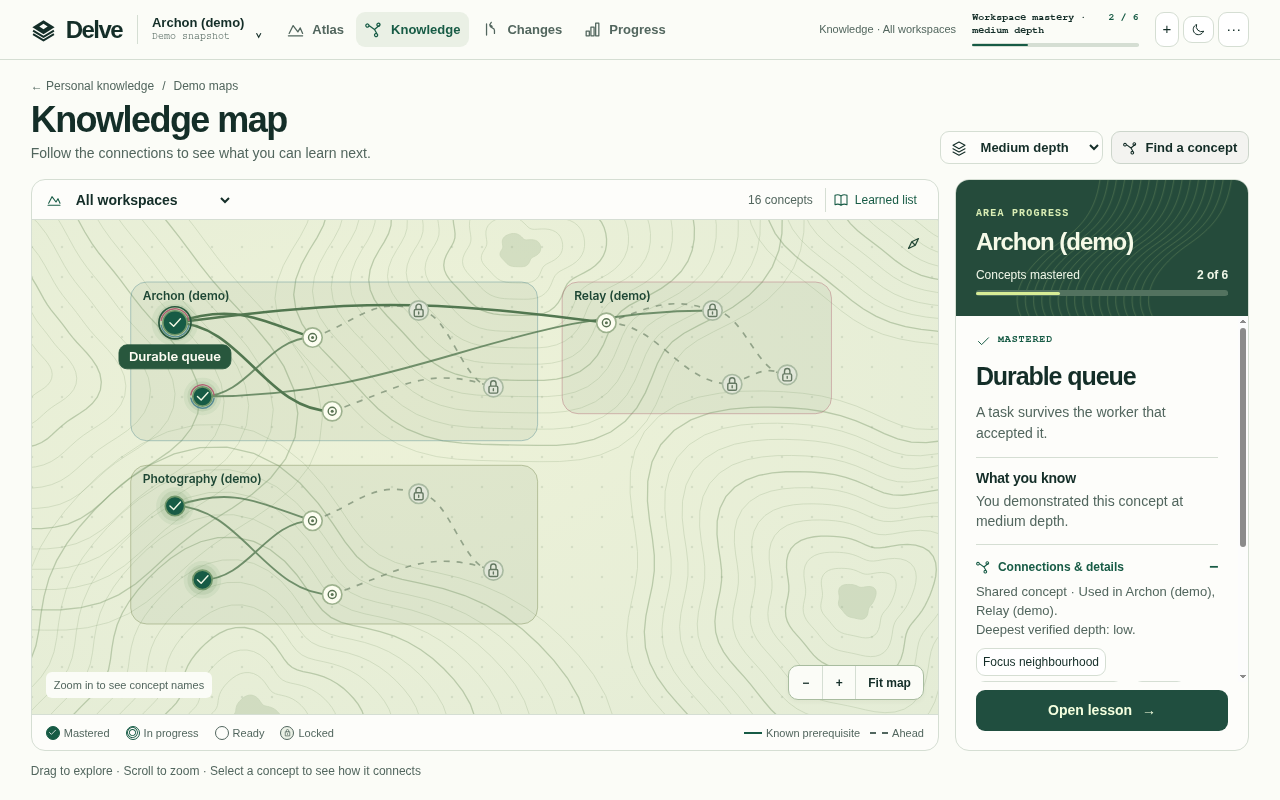 Delve
Archon (demo)
Demo snapshot
Atlas
Knowledge
Changes
Progress
Knowledge · All workspaces
Workspace mastery · medium depth
2 / 6
+
...
← Personal knowledge / Demo maps
Knowledge map
Follow the connections to see what you can learn next.
Medium depth
Find a concept
All workspaces
16 concepts
Learned list
Archon (demo)
Durable queue
Relay (demo)
Photography (demo)
Zoom in to see concept names
−
+
Fit map
Mastered
In progress
Ready
Locked
Known prerequisite
Ahead
Drag to explore · Scroll to zoom · Select a concept to see how it connects
AREA PROGRESS
Archon (demo)
Concepts mastered
2 of 6
MASTERED
Durable queue
A task survives the worker that
accepted it.
What you know
You demonstrated this concept at
medium depth.
Connections & details
−
Shared concept · Used in Archon (demo),
Relay (demo).
Deepest verified depth: low.
Focus neighbourhood
Open lesson →